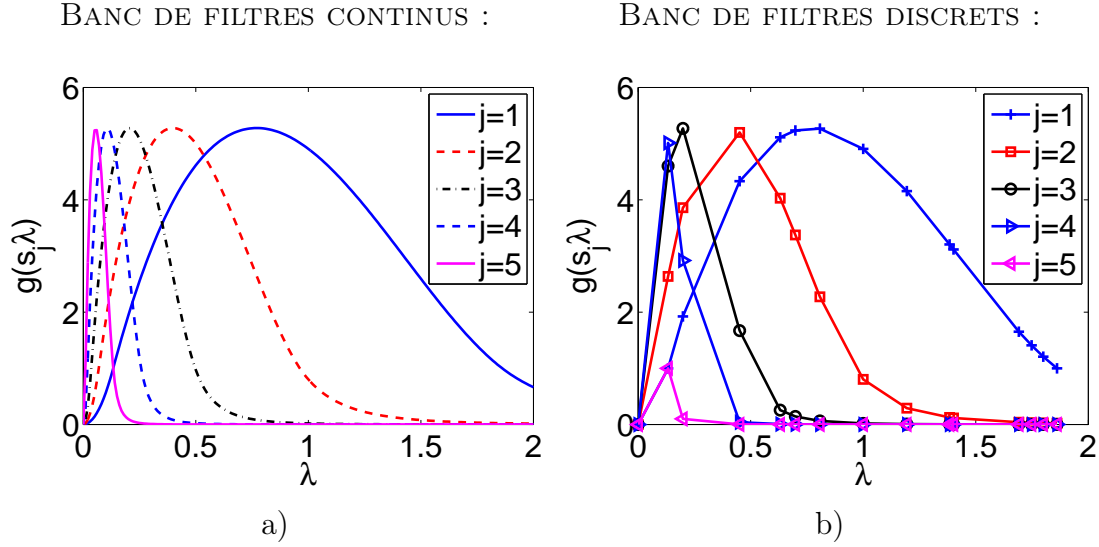 BANC DE FILTRES CONTINUS :
BANC DE FILTRES DISCRETS :
6
4
2
0
g(s_jλ)
j=1
j=2
j=3
j=4
j=5
0
0.5
1
1.5
2
λ
a)
6
4
2
0
g(s_jλ)
j=1
j=2
j=3
j=4
j=5
0
0.5
1
1.5
2
λ
b)